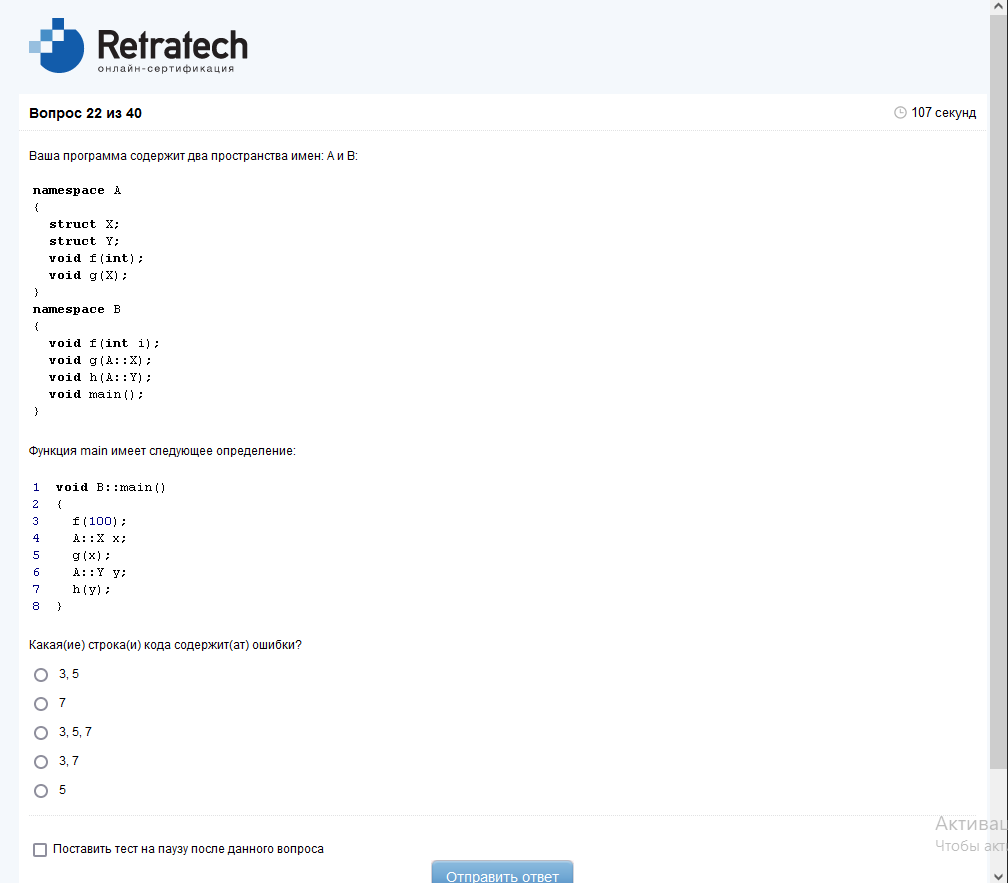 Retratech
онлайн-сертификация
Вопрос 22 из 40
107 секунд
Ваша программа содержит два пространства имен: A и B:
namespace A
{
  struct X;
  struct Y;
  void f(int);
  void g(X);
}
namespace B
{
  void f(int i);
  void g(A::X);
  void h(A::Y);
  void main();
}
Функция main имеет следующее определение:
1 void B::main()
2 {
3   f(100);
4   A::X x;
5   g(x);
6   A::Y y;
7   h(y);
8 }
Какая(ие) строка(и) кода содержит(ат) ошибки?
3, 5
7
3, 5, 7
3, 7
5
Поставить тест на паузу после данного вопроса
Отправить ответ